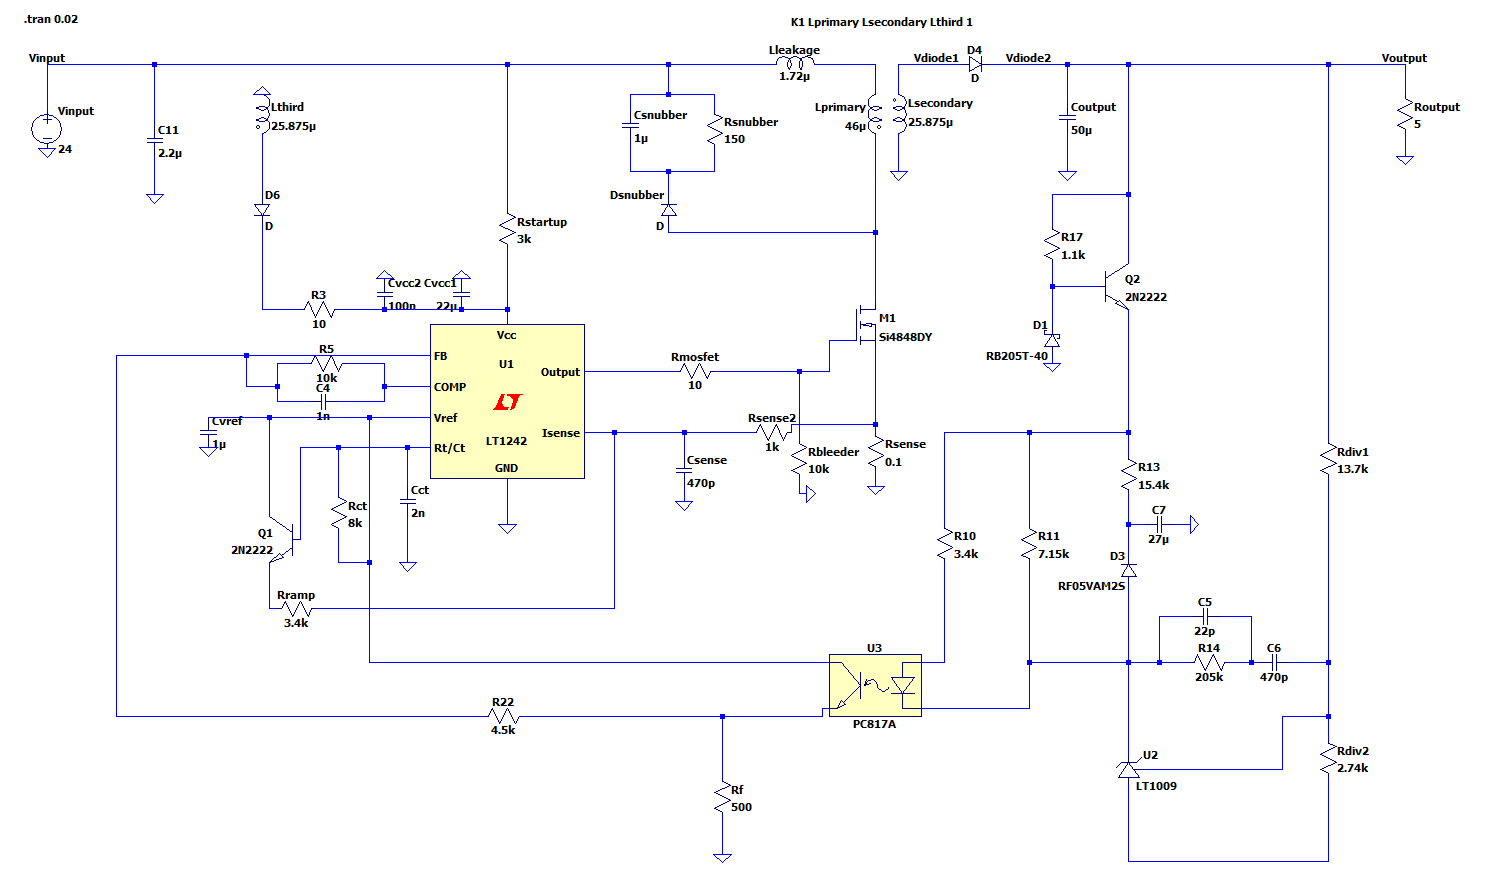 .tran 0.02
K1 Lprimary Lsecondary Lthird 1
Vinput
Lleakage
1.72µ
Vdiode1
D4
D
Vdiode2
Voutput
Vinput
24
C11
2.2µ
Lthird
25.875µ
Csnubber
1µ
Rsnubber
150
Lprimary
46µ
Lsecondary
25.875µ
Coutput
50µ
Routput
5
D6
D
Rstartup
3k
Dsnubber
D
R17
1.1k
Q2
2N2222
Cvcc2
100n
Cvcc1
22µ
R3
10
M1
Si4848DY
D1
RB205T-40
Vcc
U1
FB
COMP
Vref
Rt/Ct
Output
Isense
LT1242
GND
R5
10k
C4
1n
Rmosfet
10
Cvref
1µ
Rsense2
1k
Rbleeder
10k
Rsense
0.1
Csense
470p
Rdiv1
13.7k
R13
15.4k
Rct
8k
Cct
2n
Q1
2N2222
R10
3.4k
R11
7.15k
C7
27µ
D3
RF05VAM2S
Rramp
3.4k
C5
22p
R14
205k
C6
470p
U3
PC817A
R22
4.5k
Rf
500
U2
LT1009
Rdiv2
2.74k